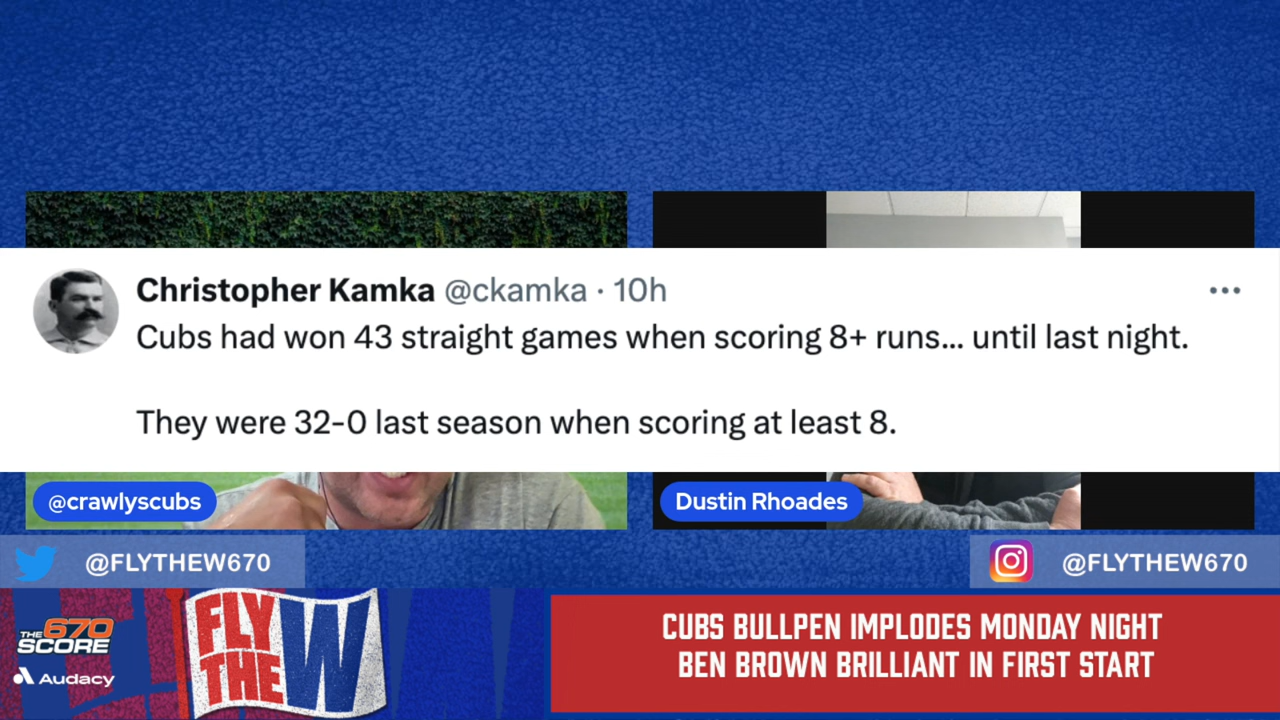 Christopher Kamka @ckamka · 10h
Cubs had won 43 straight games when scoring 8+ runs... until last night.
They were 32-0 last season when scoring at least 8.
@crawlyscubs
Dustin Rhoades
@FLYTHEW670
@FLYTHEW670
THE 670
SCORE
Audacy
FLY
THE
W
CUBS BULLPEN IMPLODES MONDAY NIGHT
BEN BROWN BRILLIANT IN FIRST START